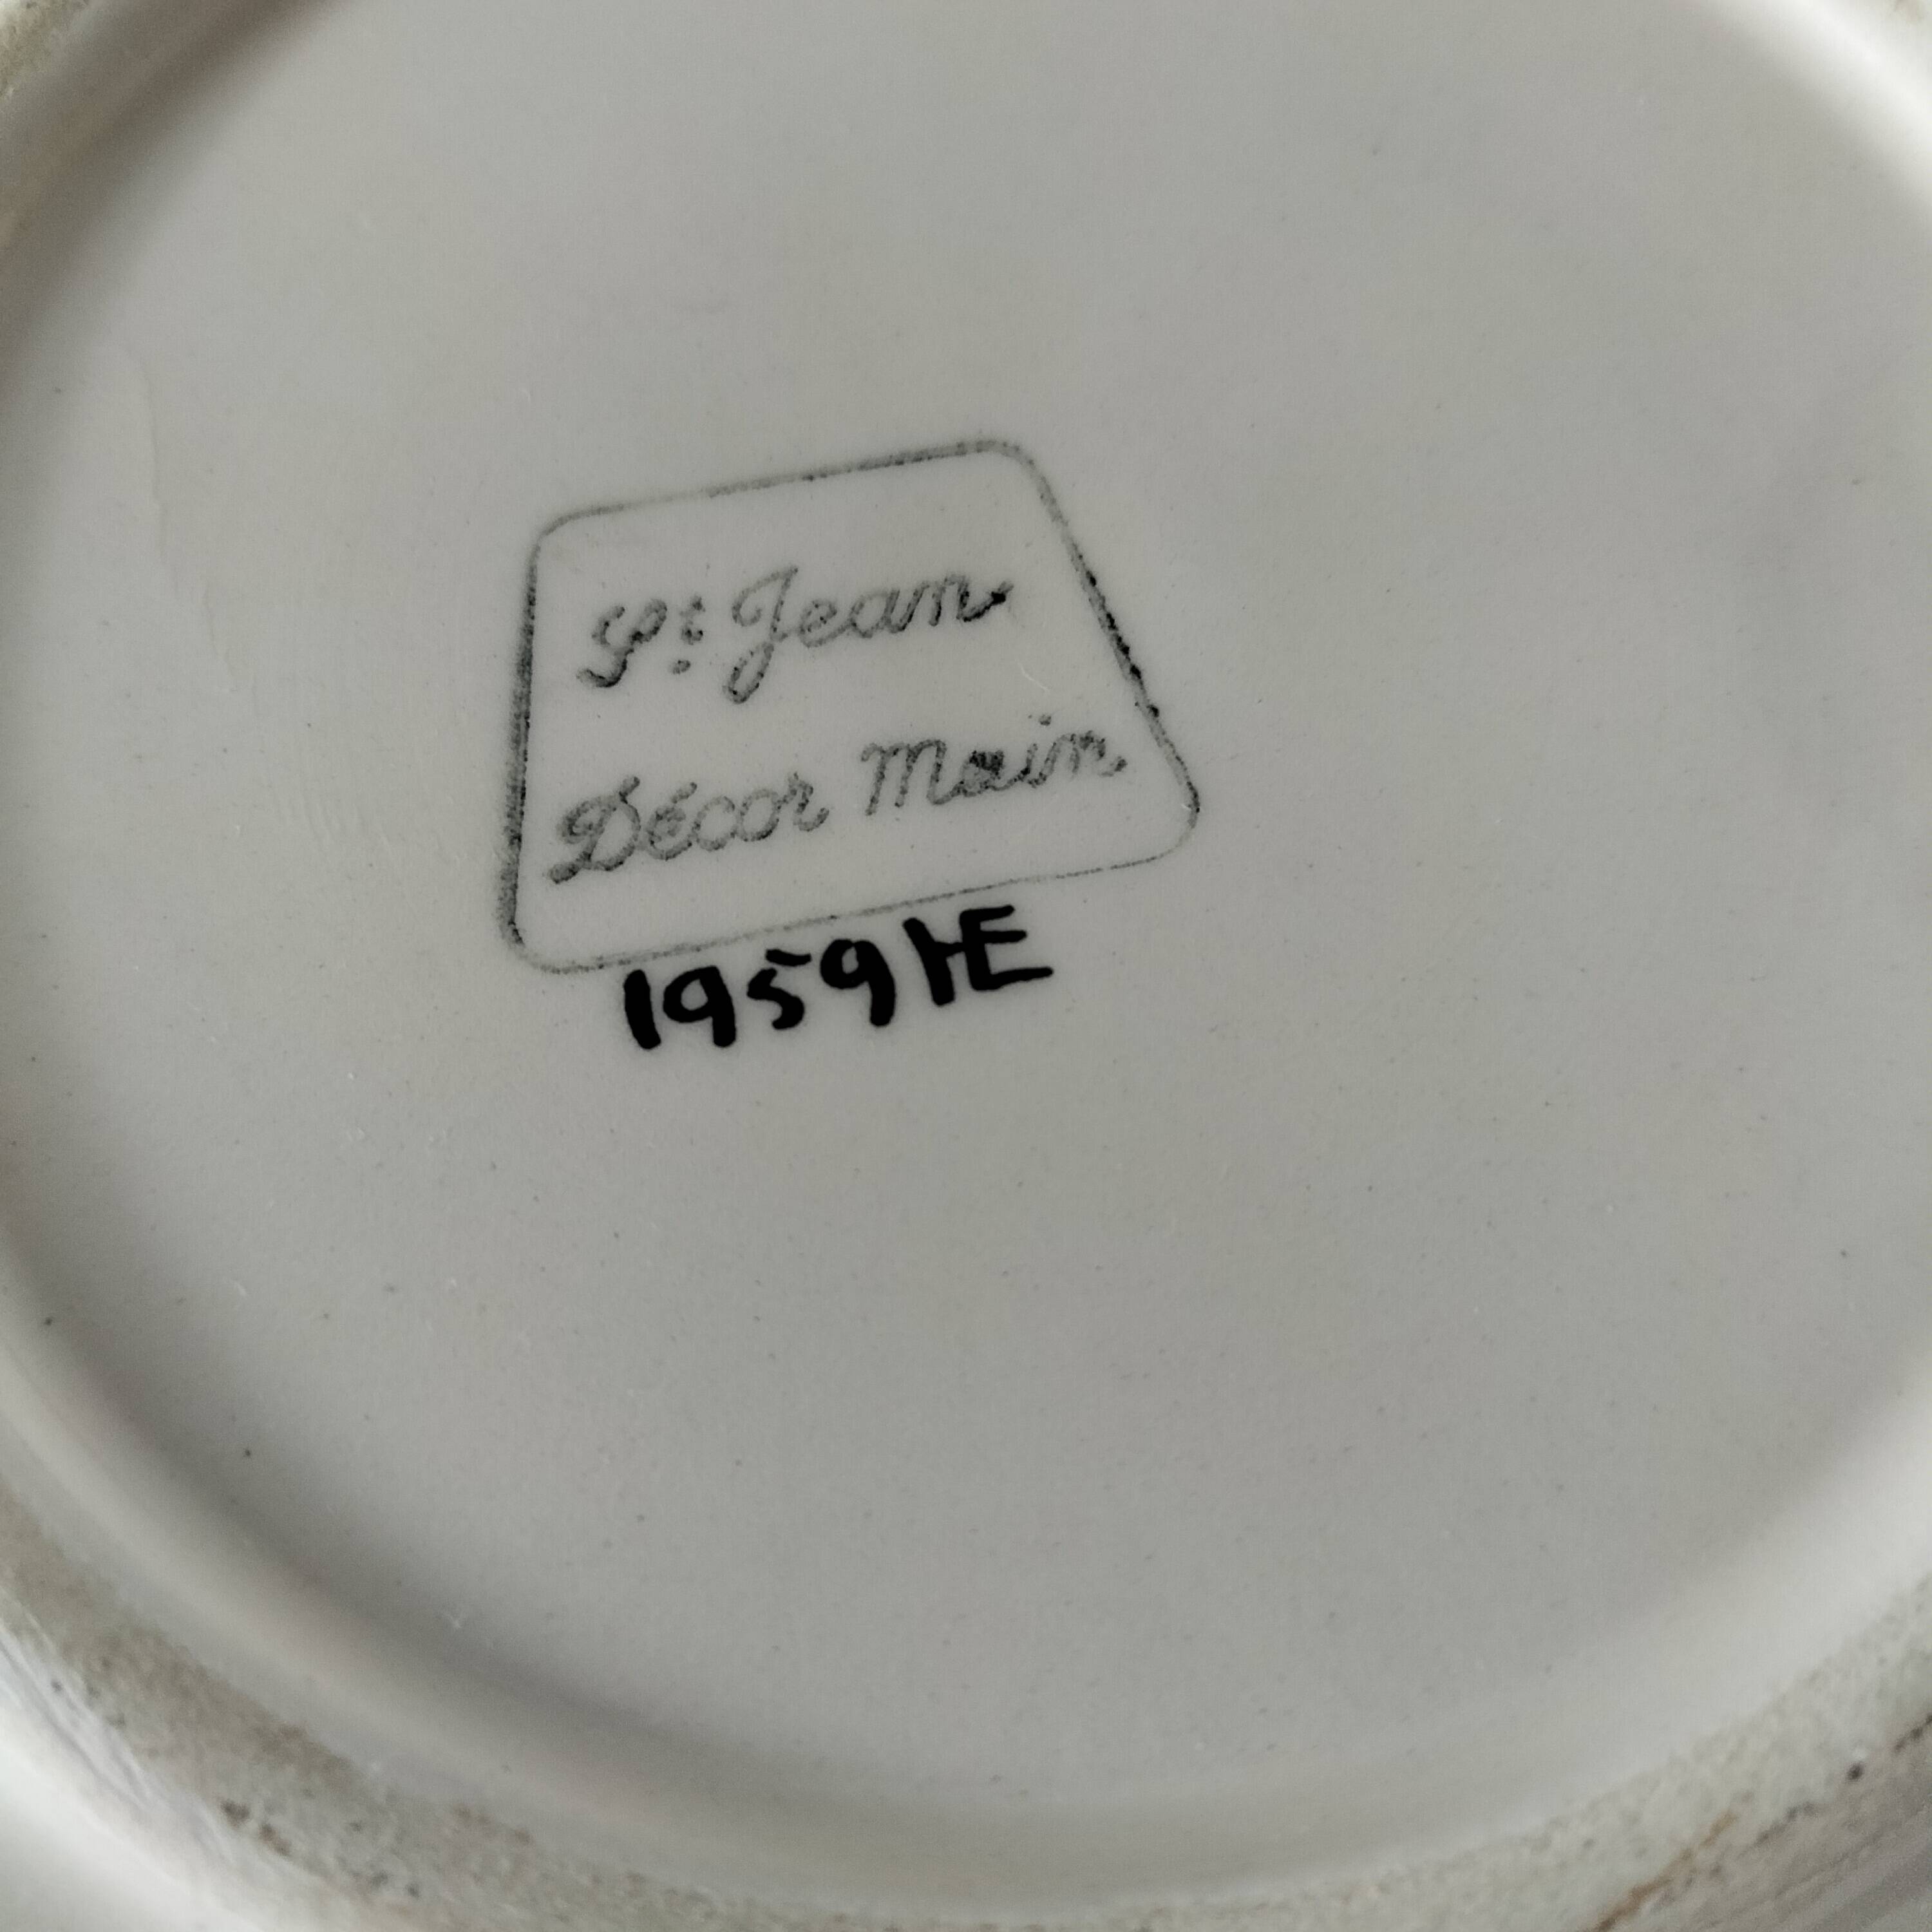 St. Jean
Décor Main
1959HE